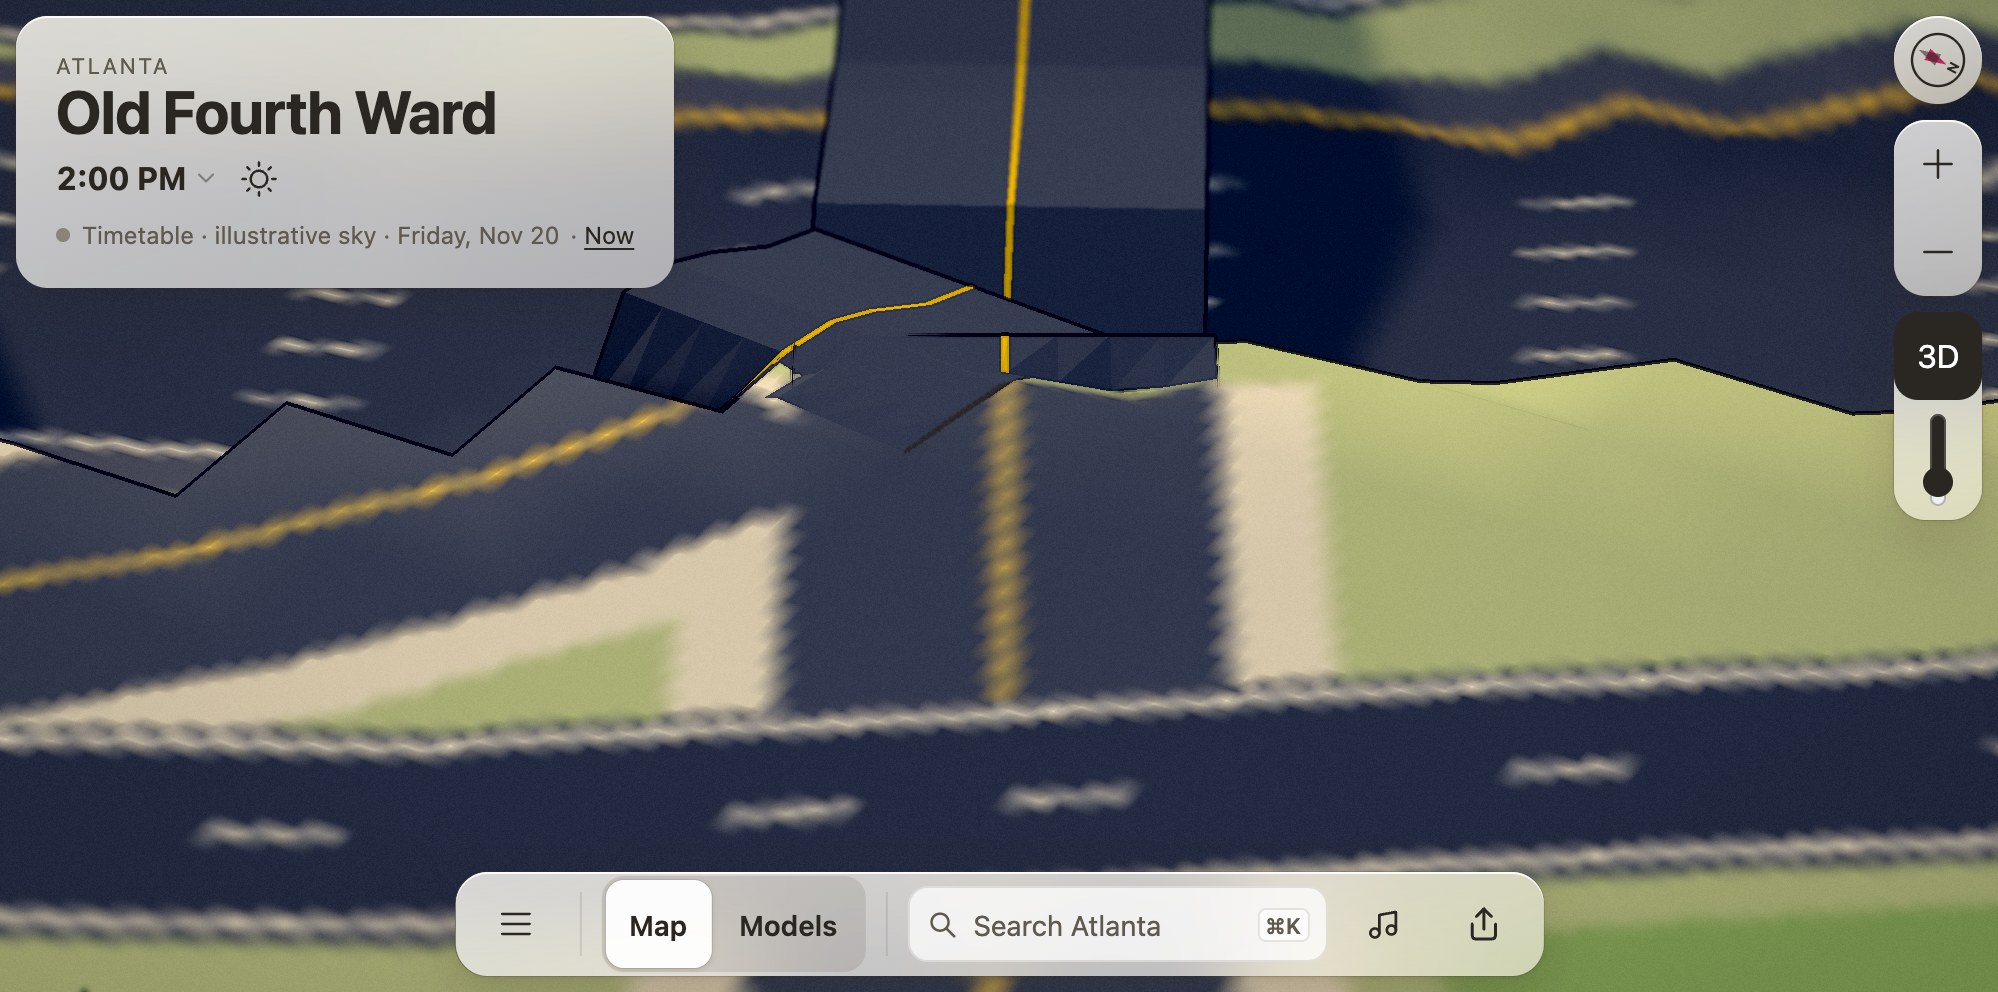 ATLANTA
Old Fourth Ward
2:00 PM
Timetable · illustrative sky · Friday, Nov 20 · Now
N
3D
Map
Models
Search Atlanta
⌘K